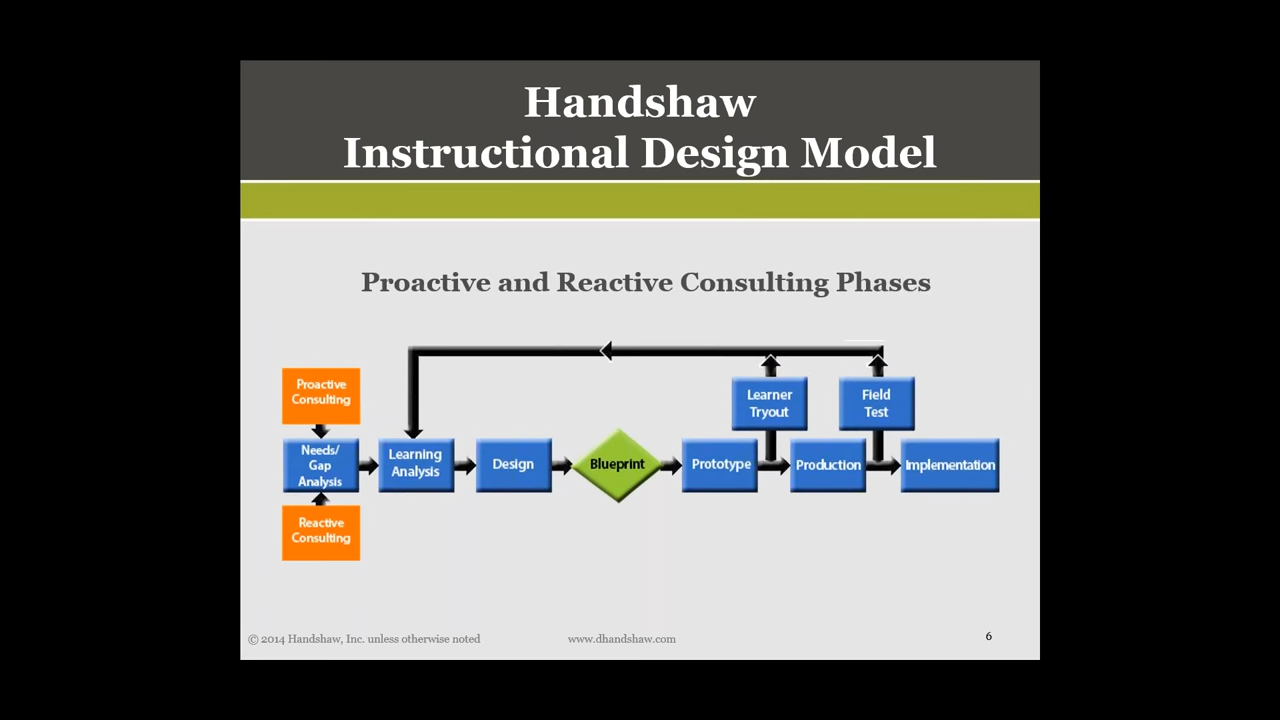 Handshaw
Instructional Design Model
Proactive and Reactive Consulting Phases
Proactive
Consulting
Needs/
Gap
Analysis
Reactive
Consulting
Learning
Analysis
Design
Blueprint
Prototype
Learner
Tryout
Production
Field
Test
Implementation
© 2014 Handshaw, Inc. unless otherwise noted
www.dhandshaw.com
6